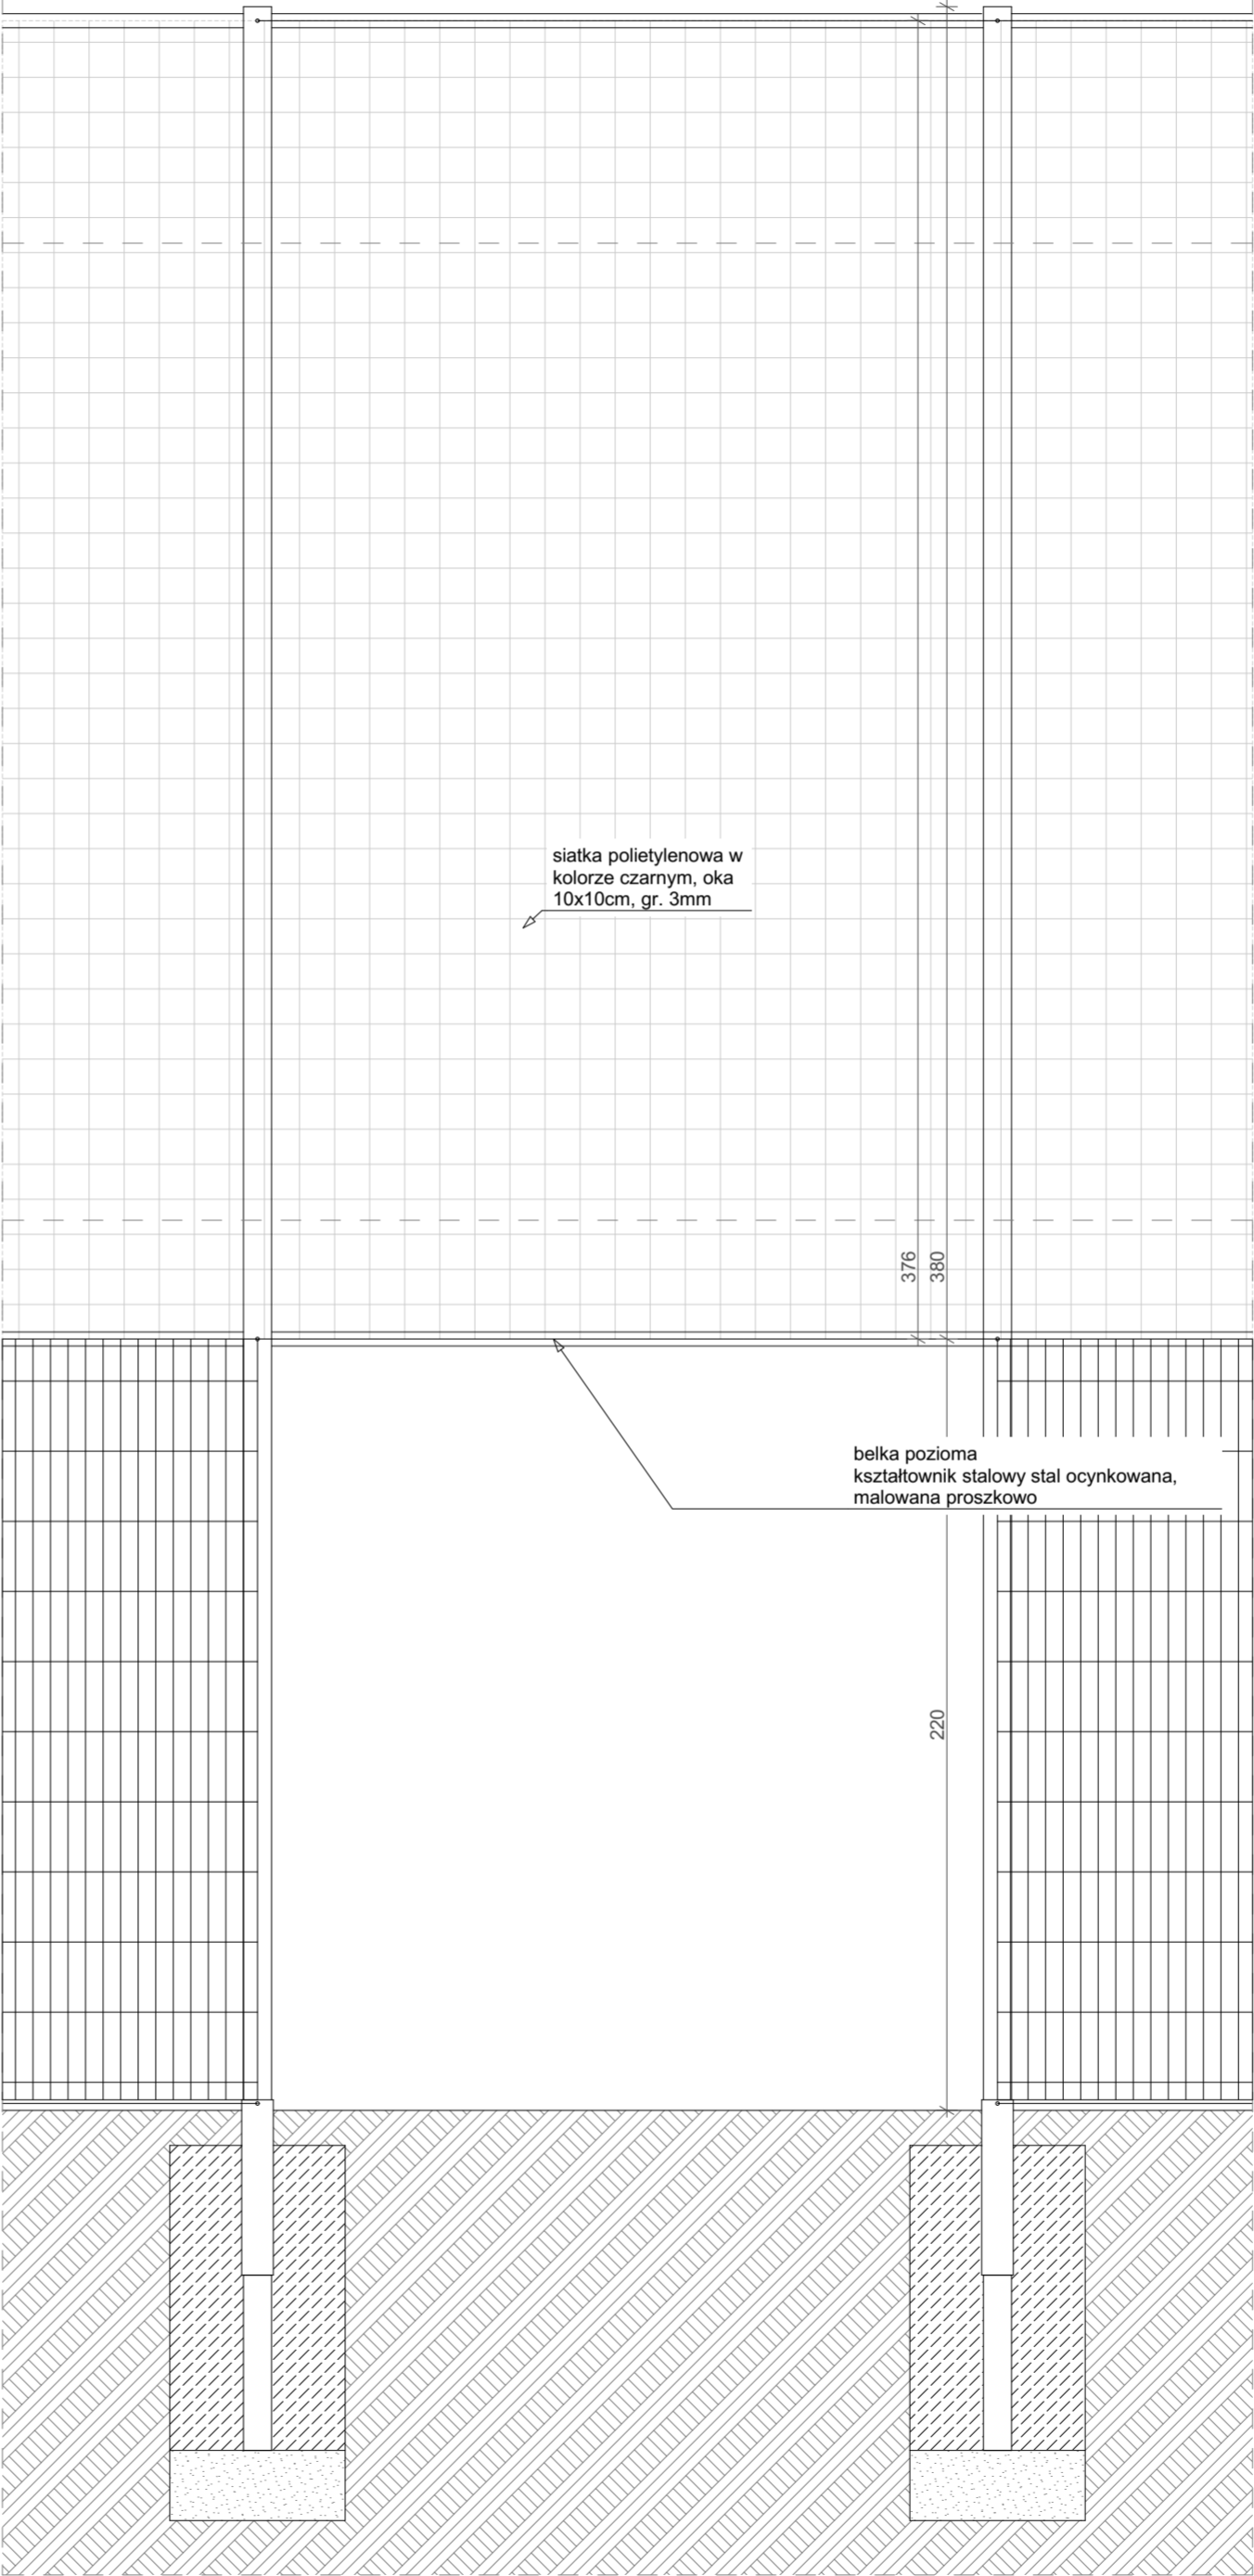 siatka polietylenowa w
kolorze czarnym, oka
10x10cm, gr. 3mm
376
380
belka pozioma
kształtownik stalowy stal ocynkowana,
malowana proszkowo
220